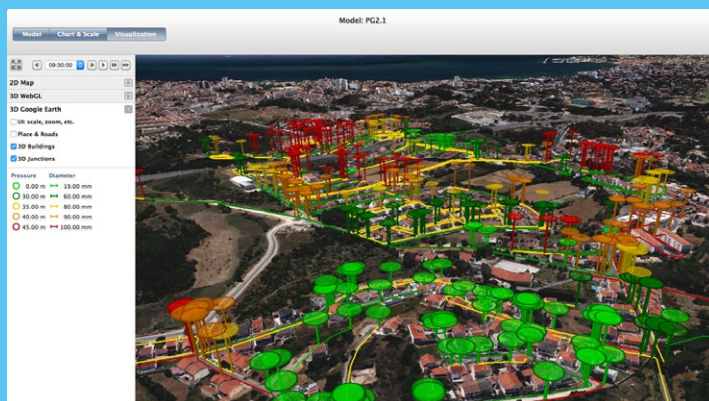 Model: PG2.1
Model Chart & Scale Visualization
09:30:00
2D Map
3D WebGL
3D Google Earth
UI: scale, zoom, etc.
Place & Roads
3D Buildings
3D Junctions
Pressure Diameter
0.00 m 19.00 mm
30.00 m 60.00 mm
35.00 m 80.00 mm
40.00 m 90.00 mm
45.00 m 100.00 mm